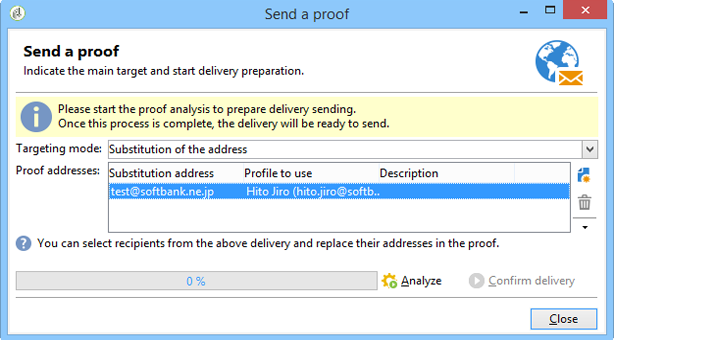 Send a proof
Send a proof
Indicate the main target and start delivery preparation.
Please start the proof analysis to prepare delivery sending.
Once this process is complete, the delivery will be ready to send.
Targeting mode: Substitution of the address
Proof addresses: Substitution address Profile to use Description
test@softbank.ne.jp Hito Jiro (hito.jiro@softb..
You can select recipients from the above delivery and replace their addresses in the proof.
0 % Analyze Confirm delivery
Close